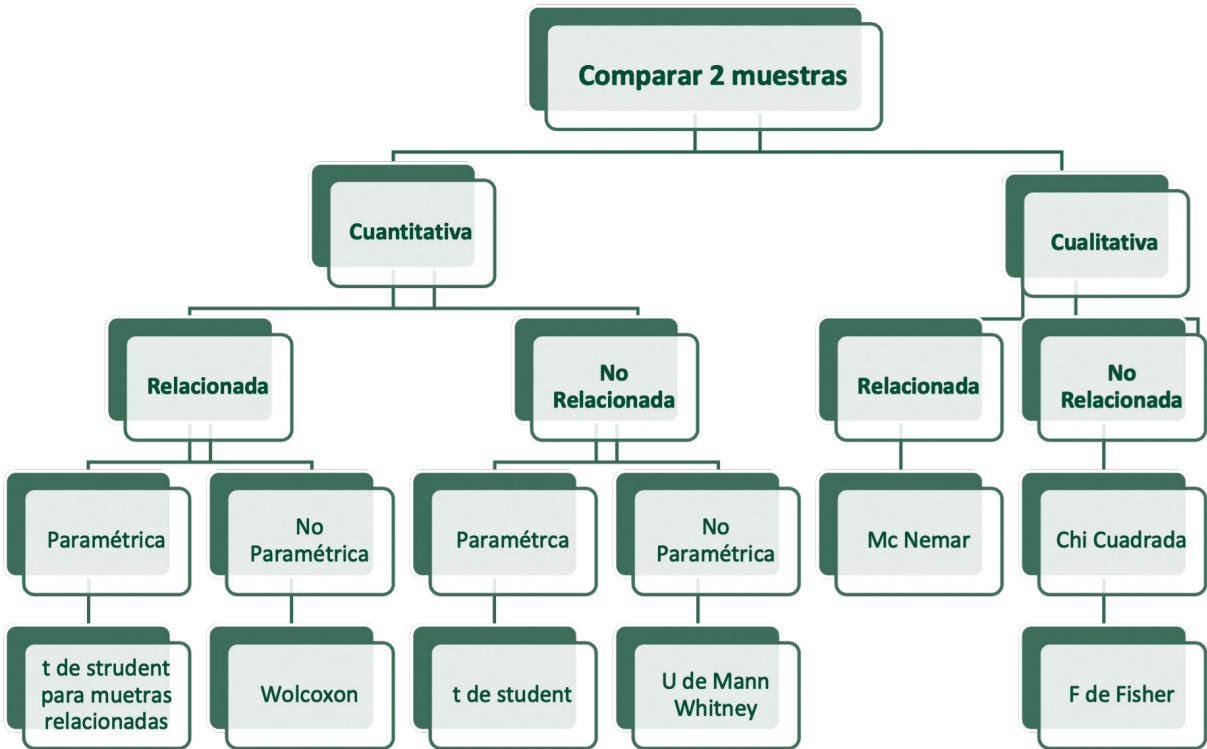 Comparar 2 muestras
Cuantitativa
Cualitativa
Relacionada
No
Relacionada
Relacionada
No
Relacionada
Paramétrica
No
Paramétrica
Paramétrca
No
Paramétrica
Mc Nemar
Chi Cuadrada
t de strudent
para muetras
relacionadas
Wolcoxon
t de student
U de Mann
Whitney
F de Fisher